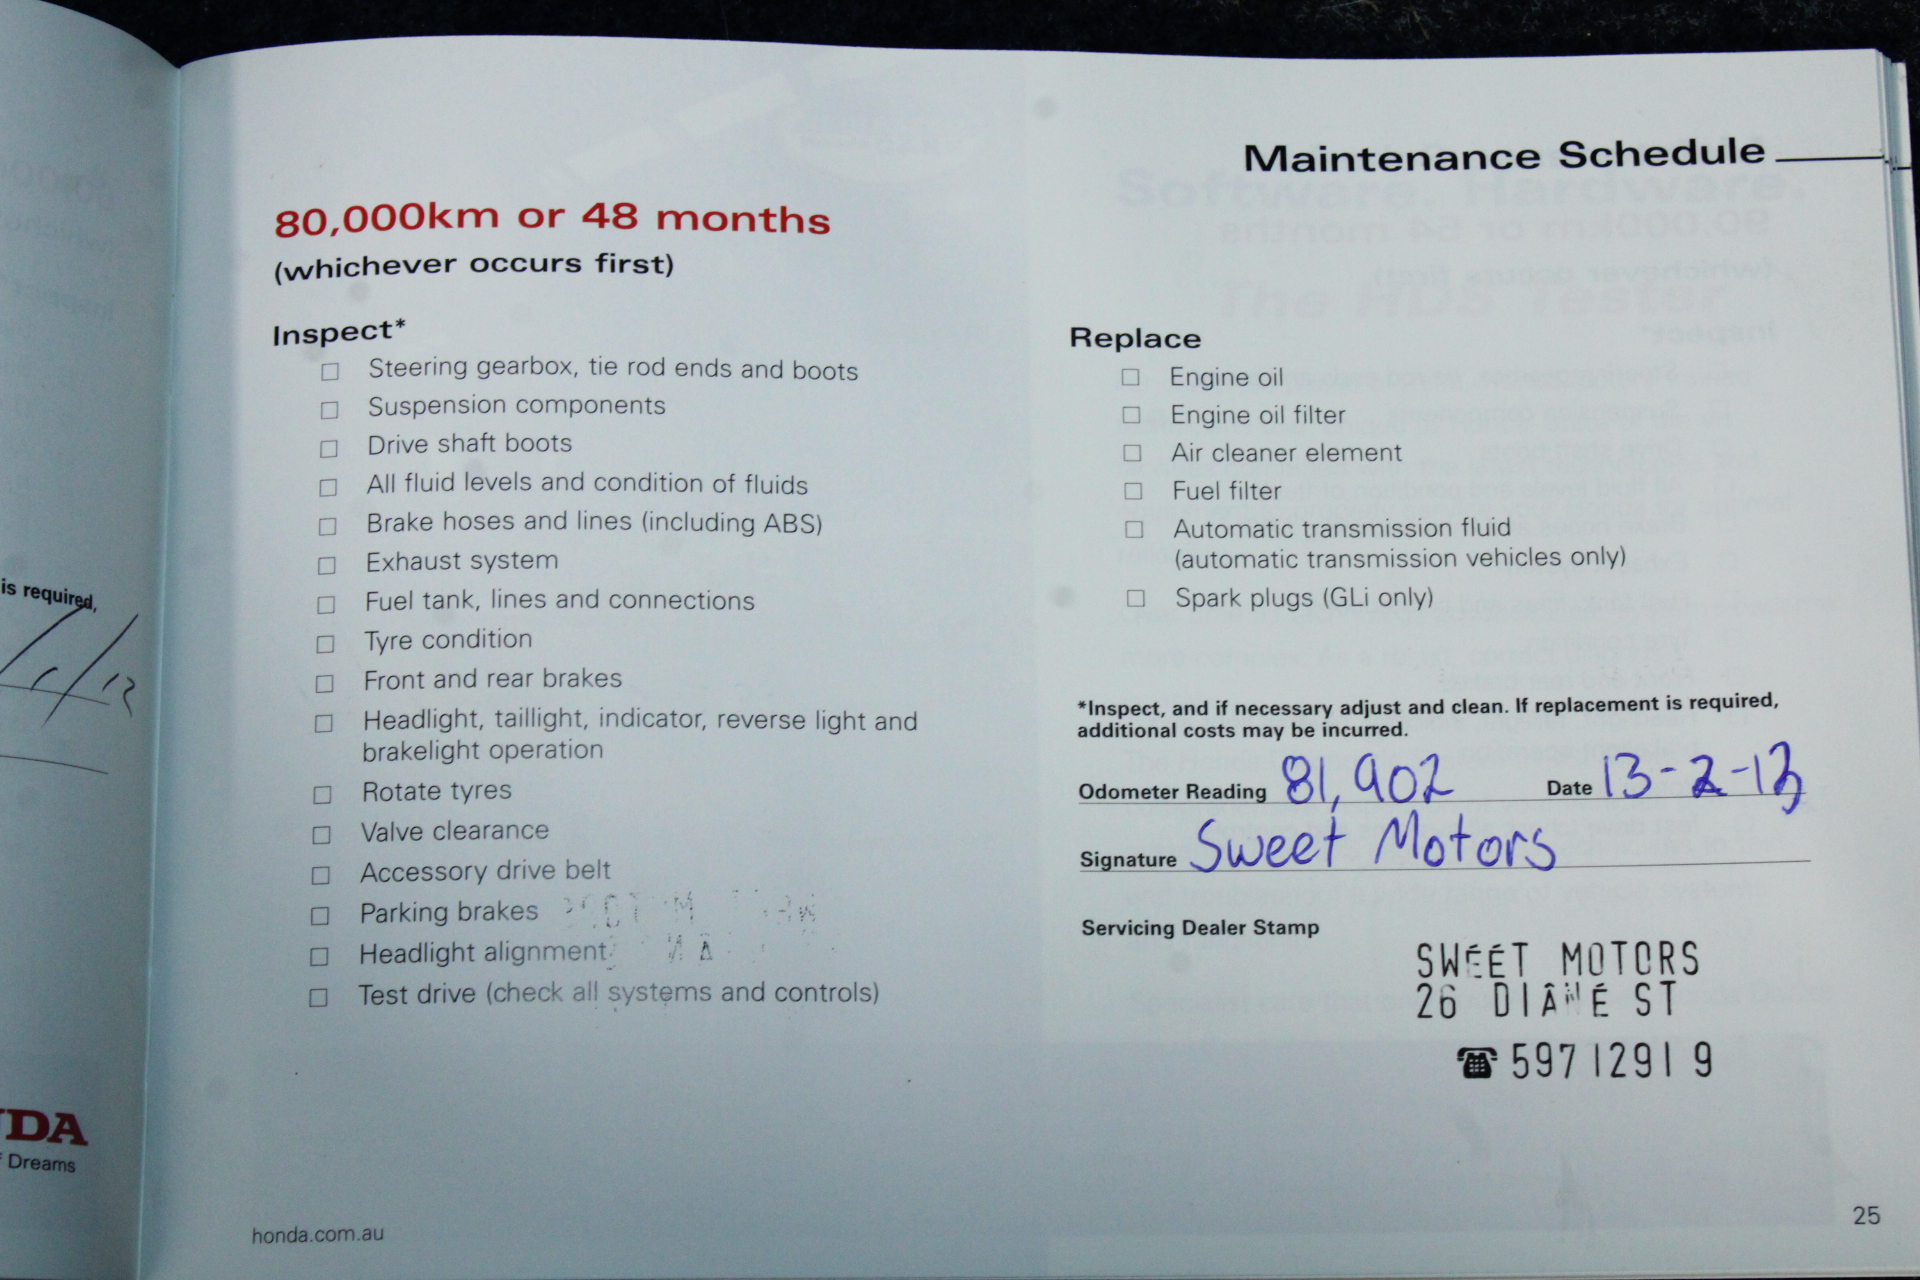 is required,
12
NDA
f Dreams
Maintenance Schedule
80,000km or 48 months
(whichever occurs first)
Inspect*
Steering gearbox, tie rod ends and boots
Suspension components
Drive shaft boots
All fluid levels and condition of fluids
Brake hoses and lines (including ABS)
Exhaust system
Fuel tank, lines and connections
Tyre condition
Front and rear brakes
Headlight, taillight, indicator, reverse light and
brakelight operation
Rotate tyres
Valve clearance
Accessory drive belt
Parking brakes
Headlight alignment
Test drive (check all systems and controls)
Replace
Engine oil
Engine oil filter
Air cleaner element
Fuel filter
Automatic transmission fluid
(automatic transmission vehicles only)
Spark plugs (GLi only)
*Inspect, and if necessary adjust and clean. If replacement is required,
additional costs may be incurred.
Odometer Reading 81,902 Date 13-2-13
Signature Sweet Motors
Servicing Dealer Stamp
SWEET MOTORS
26 DIANE ST
☎ 59712919
honda.com.au
25